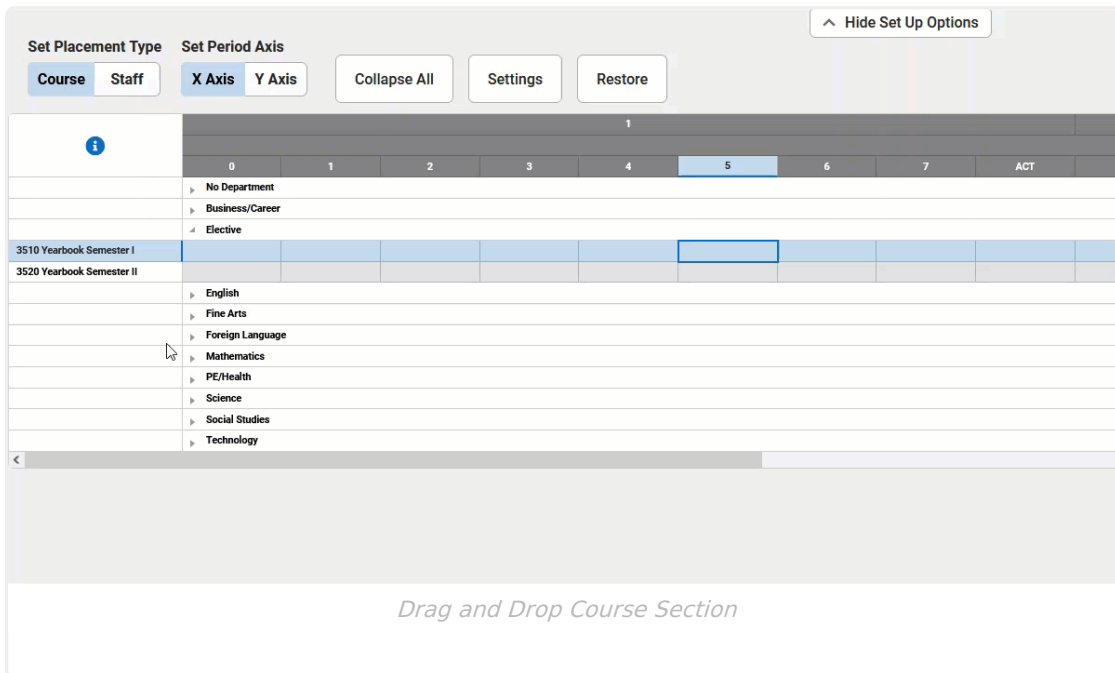 Hide Set Up Options
Set Placement Type Set Period Axis
Course Staff X Axis Y Axis Collapse All Settings Restore
1
0 1 2 3 4 5 6 7 ACT
No Department
Business/Career
Elective
3510 Yearbook Semester I
3520 Yearbook Semester II
English
Fine Arts
Foreign Language
Mathematics
PE/Health
Science
Social Studies
Technology
Drag and Drop Course Section